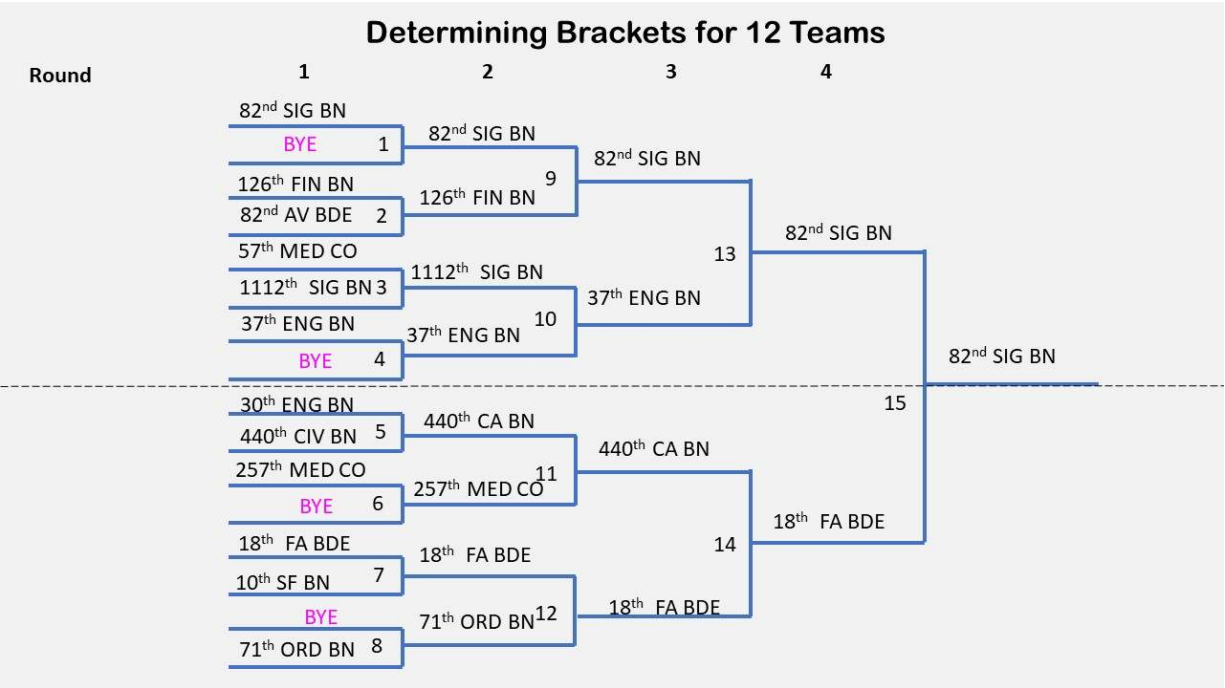 Determining Brackets for 12 Teams
Round 1 2 3 4
82nd SIG BN
BYE 1
82nd SIG BN
126th FIN BN
82nd AV BDE 2
126th FIN BN
9
82nd SIG BN
57th MED CO
1112th SIG BN 3
1112th SIG BN
37th ENG BN
BYE 4
37th ENG BN
10
37th ENG BN
13
82nd SIG BN
30th ENG BN
440th CIV BN 5
440th CA BN
257th MED CO
BYE 6
257th MED CO
11
440th CA BN
18th FA BDE
10th SF BN 7
18th FA BDE
BYE
71th ORD BN 8
71th ORD BN
12
18th FA BDE
14
18th FA BDE
15
82nd SIG BN